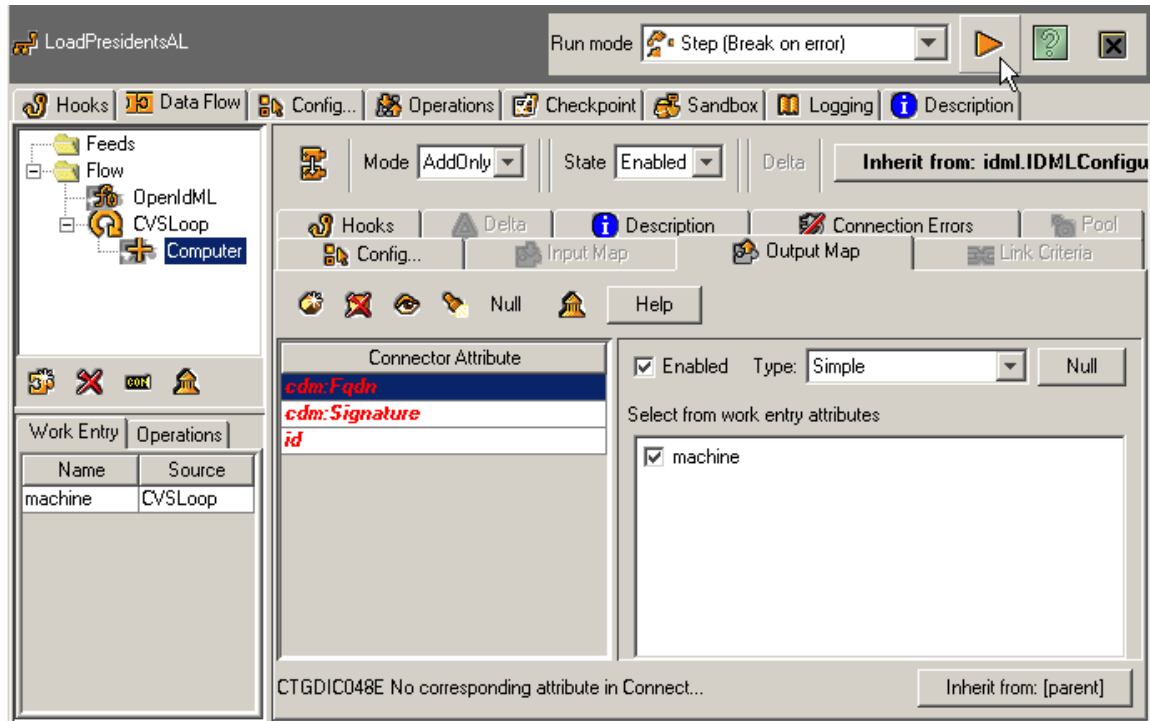 LoadPresidentsAL
Run mode Step (Break on error)
Hooks Data Flow Config... Operations Checkpoint Sandbox Logging Description
Feeds
Flow
OpenIdML
CVSLoop
Computer
Mode AddOnly State Enabled Delta Inherit from: idml.IDMLConfigu
Hooks Delta Description Connection Errors Pool
Config... Input Map Output Map Link Criteria
Null Help
CON
Work Entry Operations
Name Source
machine CVSLoop
Connector Attribute
cdm:Fqdn
cdm:Signature
id
Enabled Type: Simple Null
Select from work entry attributes
machine
CTGDIC048E No corresponding attribute in Connect... Inherit from: [parent]